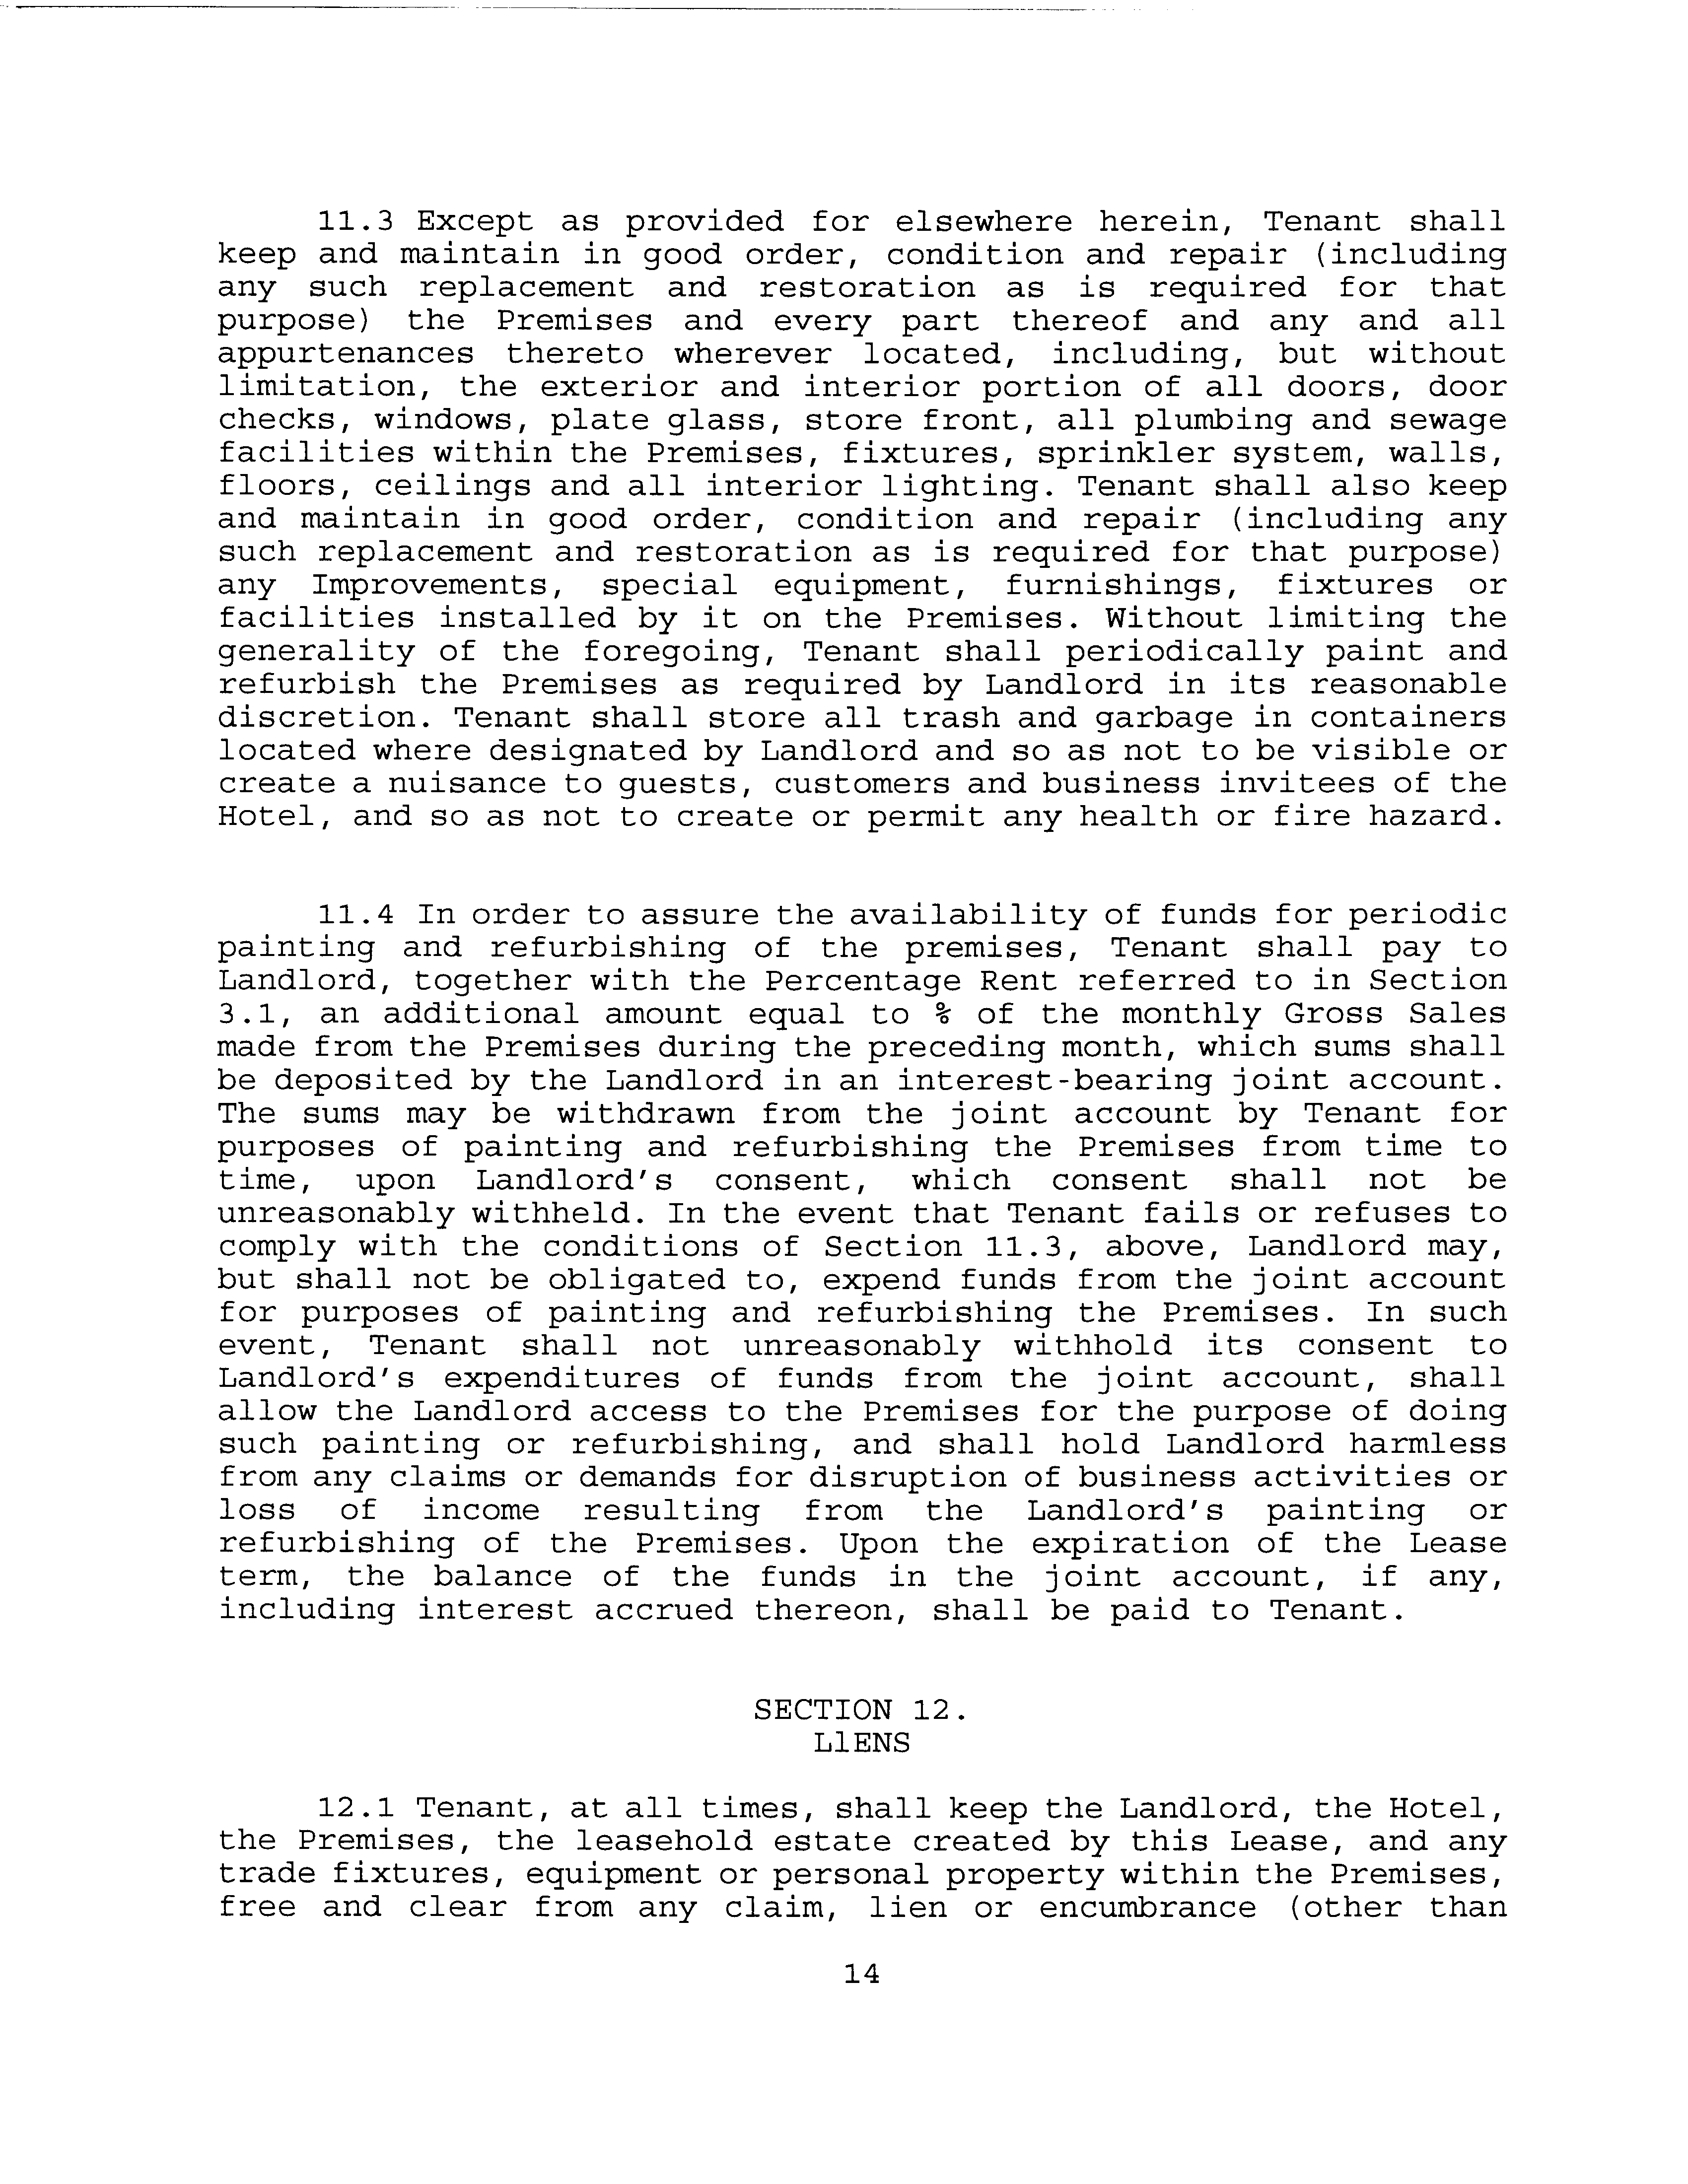 11.3 Except as provided for elsewhere herein, Tenant shall
keep and maintain in good order, condition and repair (including
any such replacement and restoration as is required for that
purpose) the Premises and every part thereof and any and all
appurtenances thereto wherever located, including, but without
limitation, the exterior and interior portion of all doors, door
checks, windows, plate glass, store front, all plumbing and sewage
facilities within the Premises, fixtures, sprinkler system, walls,
floors, ceilings and all interior lighting. Tenant shall also keep
and maintain in good order, condition and repair (including any
such replacement and restoration as is required for that purpose)
any Improvements, special equipment, furnishings, fixtures or
facilities installed by it on the Premises. Without limiting the
generality of the foregoing, Tenant shall periodically paint and
refurbish the Premises as required by Landlord in its reasonable
discretion. Tenant shall store all trash and garbage in containers
located where designated by Landlord and so as not to be visible or
create a nuisance to guests, customers and business invitees of the
Hotel, and so as not to create or permit any health or fire hazard.
11.4 In order to assure the availability of funds for periodic
painting and refurbishing of the premises, Tenant shall pay to
Landlord, together with the Percentage Rent referred to in Section
3.1, an additional amount equal to % of the monthly Gross Sales
made from the Premises during the preceding month, which sums shall
be deposited by the Landlord in an interest-bearing joint account.
The sums may be withdrawn from the joint account by Tenant for
purposes of painting and refurbishing the Premises from time to
time, upon Landlord's consent, which consent shall not be
unreasonably withheld. In the event that Tenant fails or refuses to
comply with the conditions of Section 11.3, above, Landlord may,
but shall not be obligated to, expend funds from the joint account
for purposes of painting and refurbishing the Premises. In such
event, Tenant shall not unreasonably withhold its consent to
Landlord's expenditures of funds from the joint account, shall
allow the Landlord access to the Premises for the purpose of doing
such painting or refurbishing, and shall hold Landlord harmless
from any claims or demands for disruption of business activities or
loss of income resulting from the Landlord's painting or
refurbishing of the Premises. Upon the expiration of the Lease
term, the balance of the funds in the joint account, if any,
including interest accrued thereon, shall be paid to Tenant.
SECTION 12.
LlENS
12.1 Tenant, at all times, shall keep the Landlord, the Hotel,
the Premises, the leasehold estate created by this Lease, and any
trade fixtures, equipment or personal property within the Premises,
free and clear from any claim, lien or encumbrance (other than
14